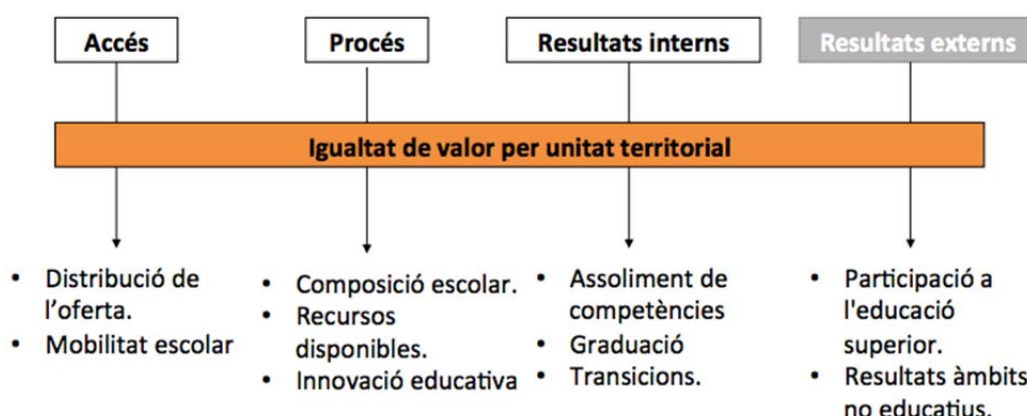 Accés
Procés
Resultats interns
Resultats externs
Igualtat de valor per unitat territorial
• Distribució de
l’oferta.
• Mobilitat escolar
• Composició escolar.
• Recursos
disponibles.
• Innovació educativa
• Assoliment de
competències
• Graduació
• Transicions.
• Participació a
l'educació
superior.
• Resultats àmbits
no educatius.